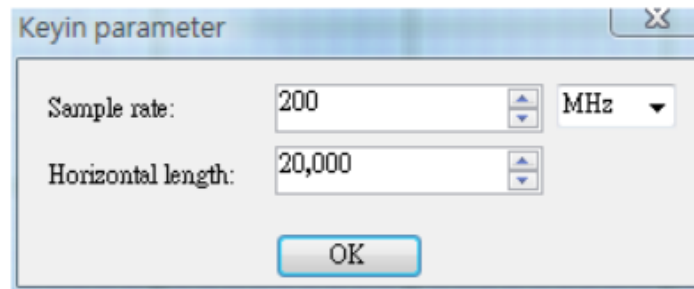 Keyin parameter
Sample rate: 200 MHz
Horizontal length: 20,000
OK